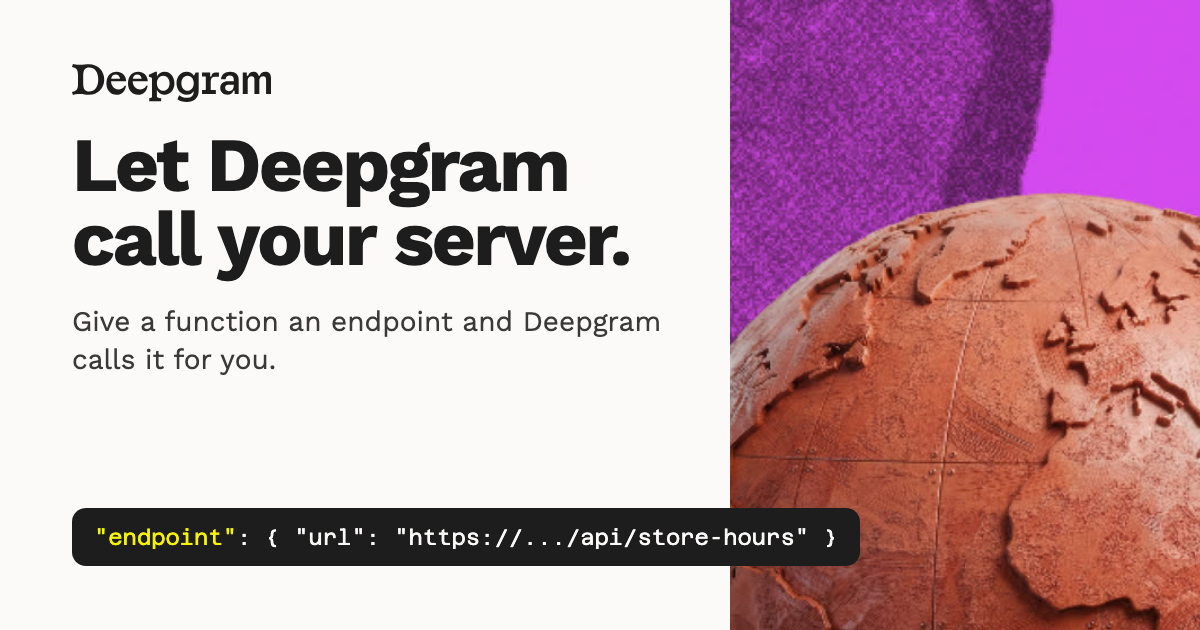 Deepgram
Let Deepgram
call your server.
Give a function an endpoint and Deepgram
calls it for you.
"endpoint": { "url": "https://.../api/store-hours" }